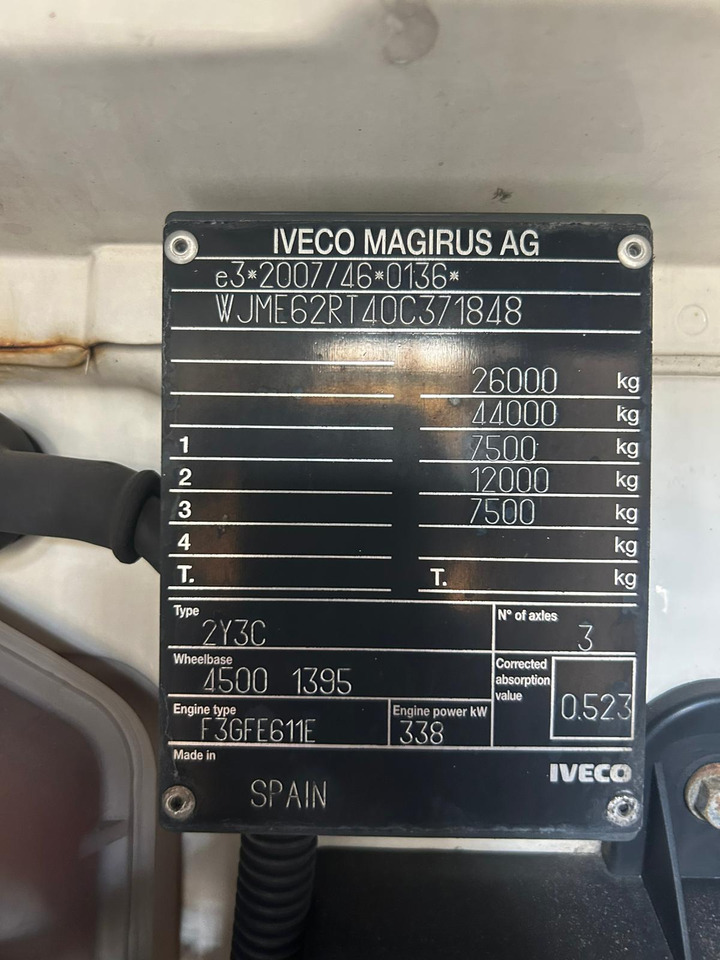 IVECO MAGIRUS AG
e3*2007/46*0136*
WJME62RT40C371848
26000 kg
44000 kg
1 7500 kg
2 12000 kg
3 7500 kg
4 kg
T. T. kg
Type N° of axles
2Y3C 3
Wheelbase Corrected absorption value
4500 1395 0.523
Engine type Engine power kW
F3GFE611E 338
Made in IVECO
SPAIN